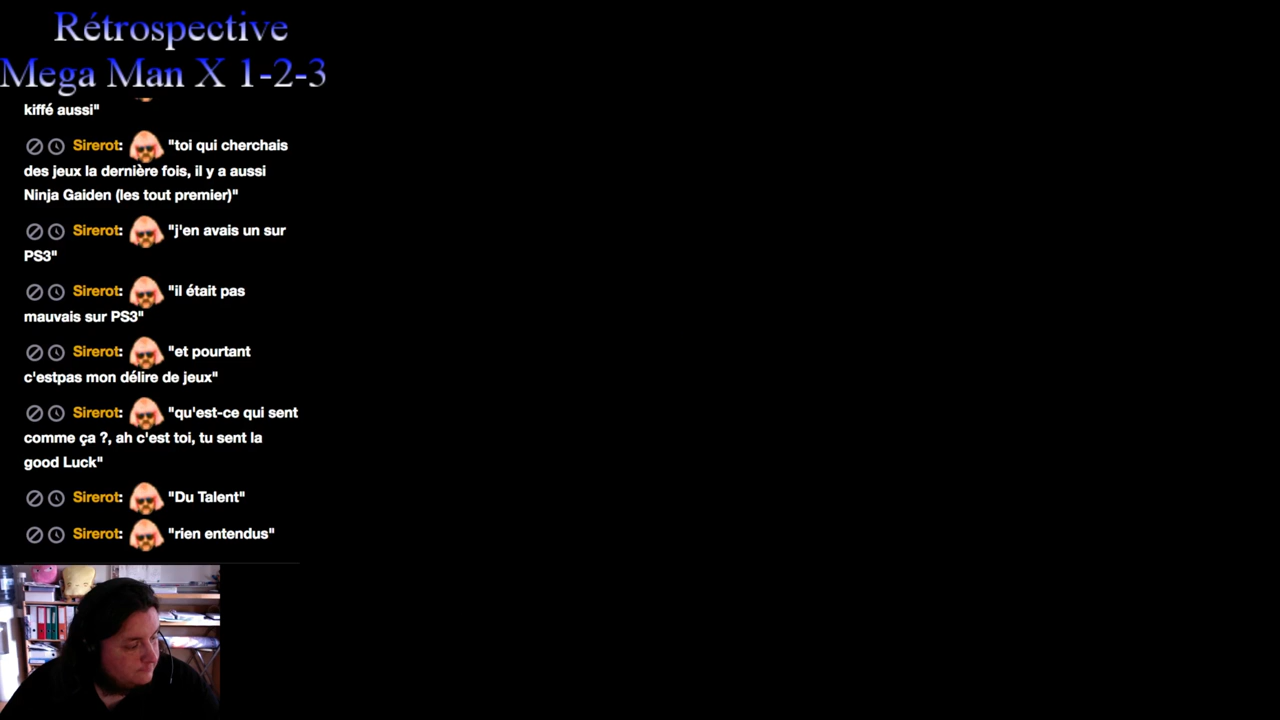 Rétrospective
Mega Man X 1-2-3
kiffé aussi"
Sirerot: "toi qui cherchais
des jeux la dernière fois, il y a aussi
Ninja Gaiden (les tout premier)"
Sirerot: "j'en avais un sur
PS3"
Sirerot: "il était pas
mauvais sur PS3"
Sirerot: "et pourtant
c'estpas mon délire de jeux"
Sirerot: "qu'est-ce qui sent
comme ça ?, ah c'est toi, tu sent la
good Luck"
Sirerot: "Du Talent"
Sirerot: "rien entendus"